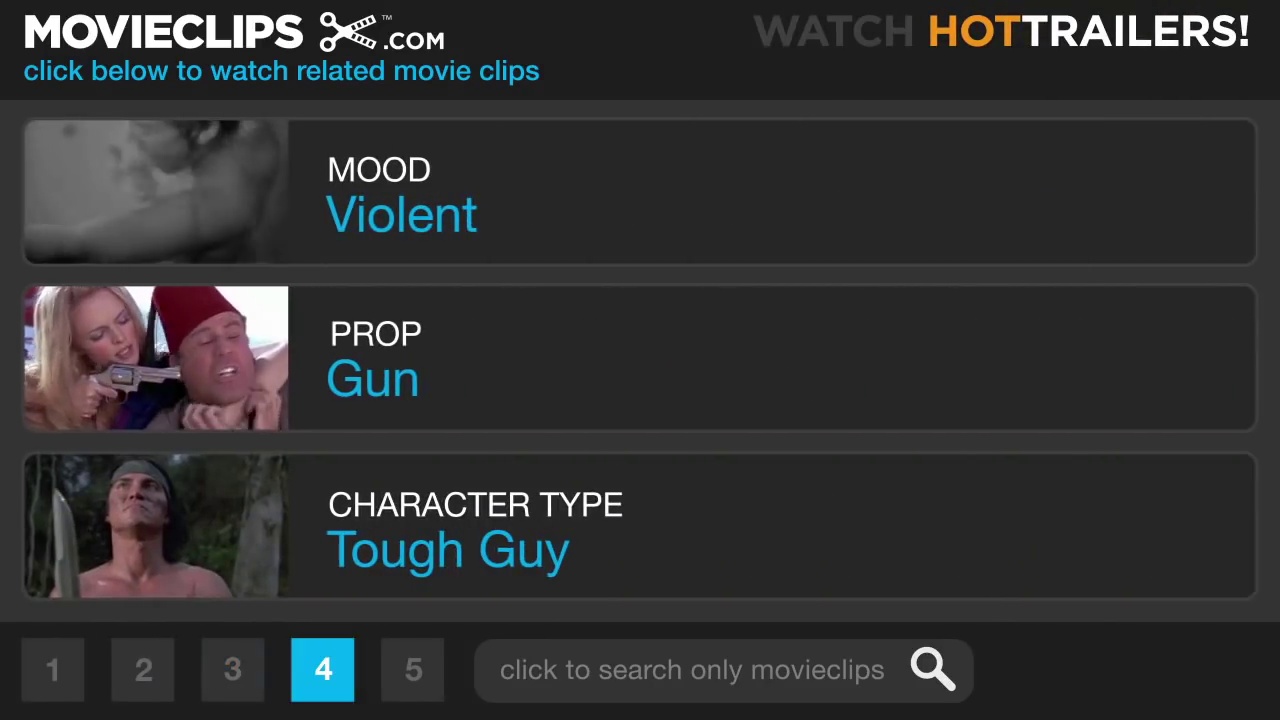 MOVIECLIPS ™ .COM
WATCH HOTTRAILERS!
click below to watch related movie clips
MOOD
Violent
PROP
Gun
CHARACTER TYPE
Tough Guy
1 2 3 4 5 click to search only movieclips